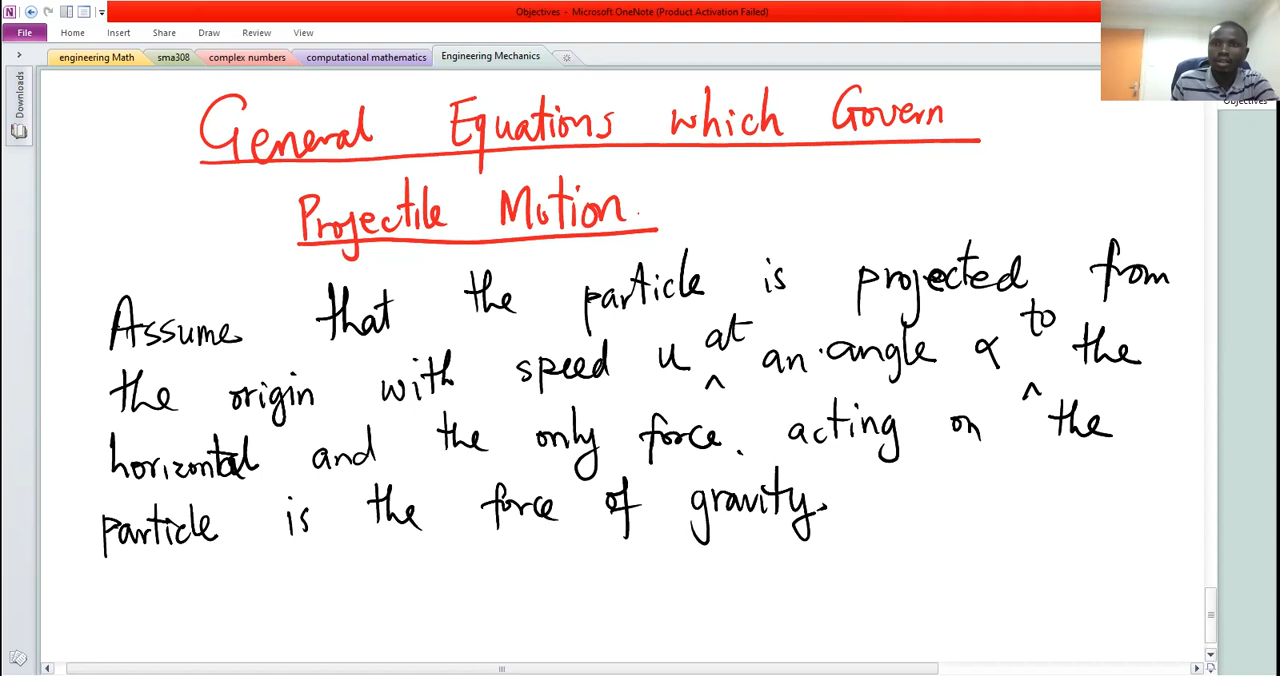 Objectives - Microsoft OneNote (Product Activation Failed)
File Home Insert Share Draw Review View
engineering Math sma308 complex numbers computational mathematics Engineering Mechanics
Objectives
Downloads
General Equations which Govern
Projectile Motion.
Assume that the particle is projected from
the origin with speed u at an angle α to the
horizontal and the only force acting on the
particle is the force of gravity.